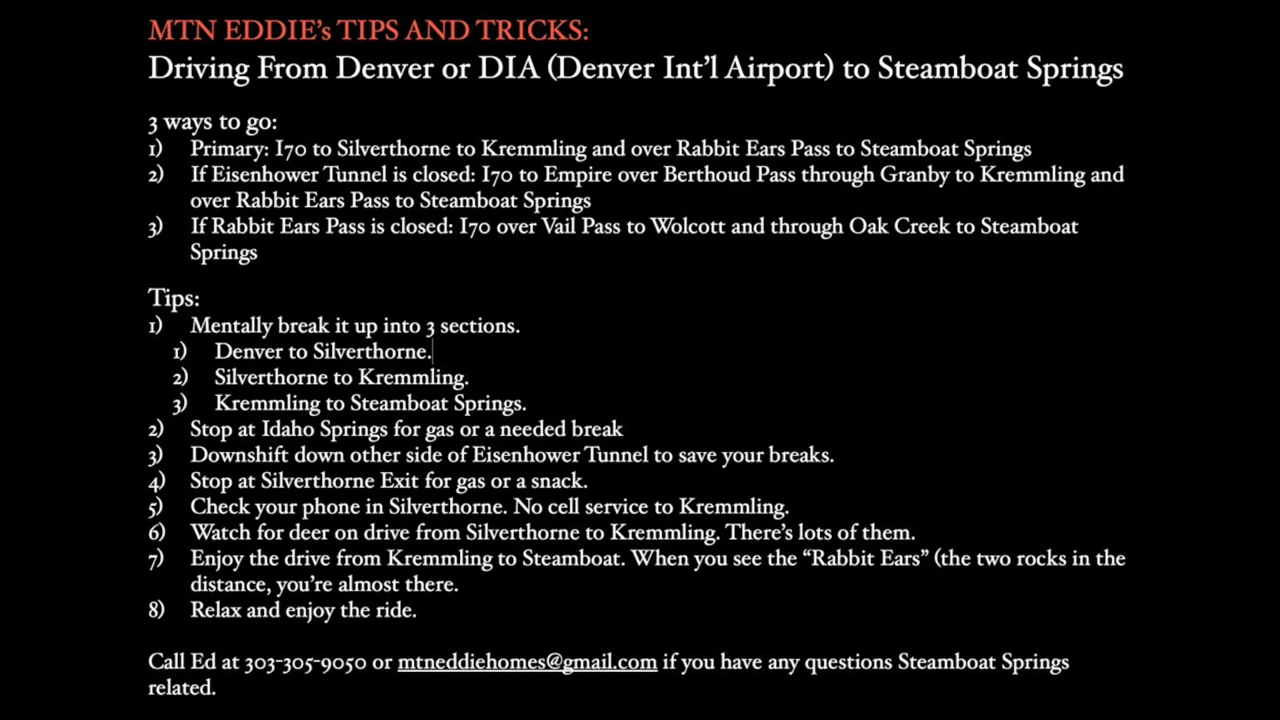 MTN EDDIE's TIPS AND TRICKS:
Driving From Denver or DIA (Denver Int'l Airport) to Steamboat Springs
3 ways to go:
1) Primary: I70 to Silverthorne to Kremmling and over Rabbit Ears Pass to Steamboat Springs
2) If Eisenhower Tunnel is closed: I70 to Empire over Berthoud Pass through Granby to Kremmling and
over Rabbit Ears Pass to Steamboat Springs
3) If Rabbit Ears Pass is closed: I70 over Vail Pass to Wolcott and through Oak Creek to Steamboat
Springs
Tips:
1) Mentally break it up into 3 sections.
1) Denver to Silverthorne.
2) Silverthorne to Kremmling.
3) Kremmling to Steamboat Springs.
2) Stop at Idaho Springs for gas or a needed break
3) Downshift down other side of Eisenhower Tunnel to save your breaks.
4) Stop at Silverthorne Exit for gas or a snack.
5) Check your phone in Silverthorne. No cell service to Kremmling.
6) Watch for deer on drive from Silverthorne to Kremmling. There's lots of them.
7) Enjoy the drive from Kremmling to Steamboat. When you see the “Rabbit Ears” (the two rocks in the
distance, you're almost there.
8) Relax and enjoy the ride.
Call Ed at 303-305-9050 or mtneddiehomes@gmail.com if you have any questions Steamboat Springs
related.